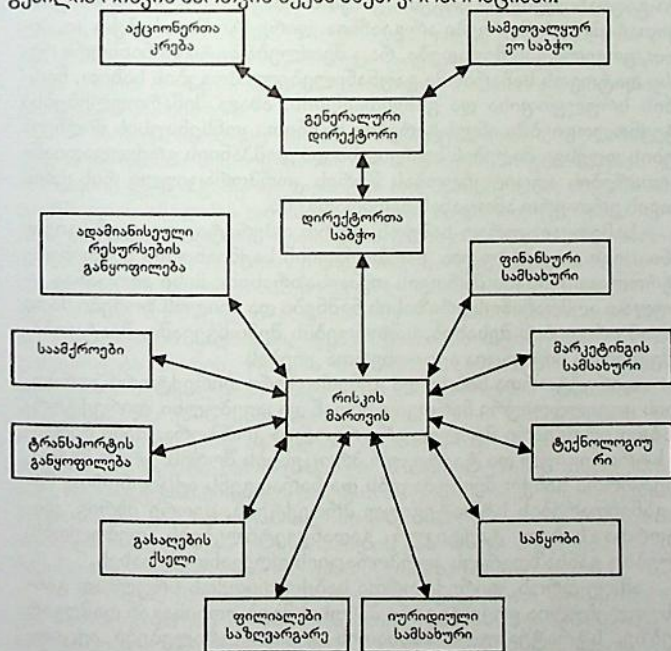 აქციონერთა
კრება
სამეთვალყურ
ეო საბჭო
გენერალური
დირექტორი
დირექტორთა
საბჭო
ადამიანისეული
რესურსების
განყოფილება
ფინანსური
სამსახური
საამქროები
მარკეტინგის
სამსახური
რისკის
მართვის
ტრანსპორტის
განყოფილება
ტექნოლოგიუ
რი
გასაღების
ქსელი
საწყობი
ფილიალები
საზღვარგარე
იურიდიული
სამსახური